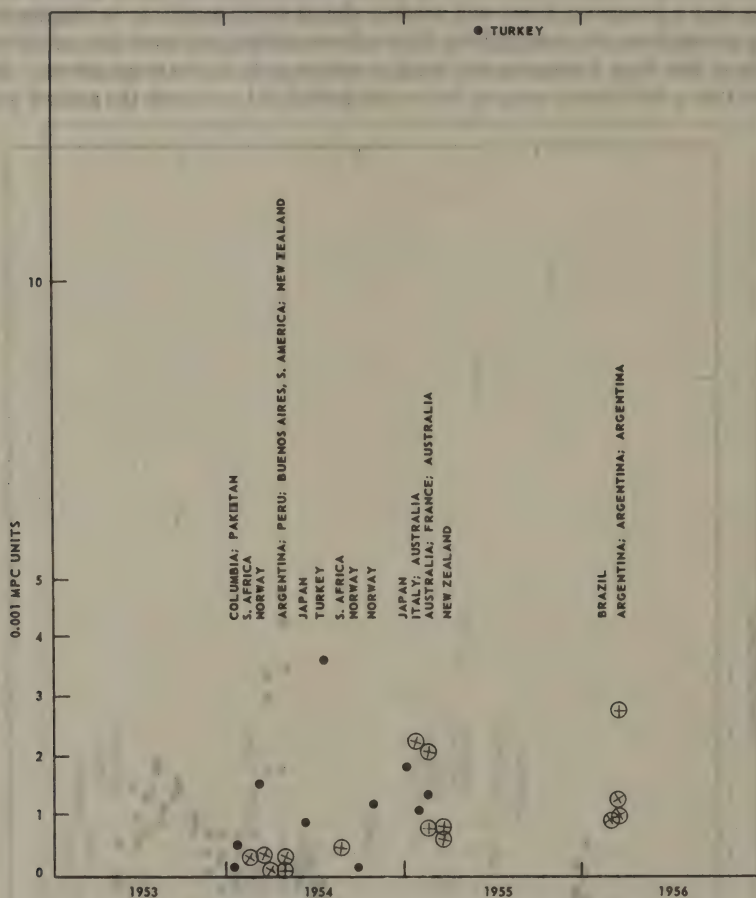 TURKEY
10
5
4
3
2
1
0
0.001 MPC UNITS
COLUMBIA; PAKISTAN
S. AFRICA
NORWAY
ARGENTINA; PERU; BUENOS AIRES, S. AMERICA; NEW ZEALAND
JAPAN
TURKEY
S. AFRICA
NORWAY
NORWAY
JAPAN
ITALY; AUSTRALIA
AUSTRALIA; FRANCE; AUSTRALIA
NEW ZEALAND
BRAZIL
ARGENTINA; ARGENTINA; ARGENTINA
1953
1954
1955
1956